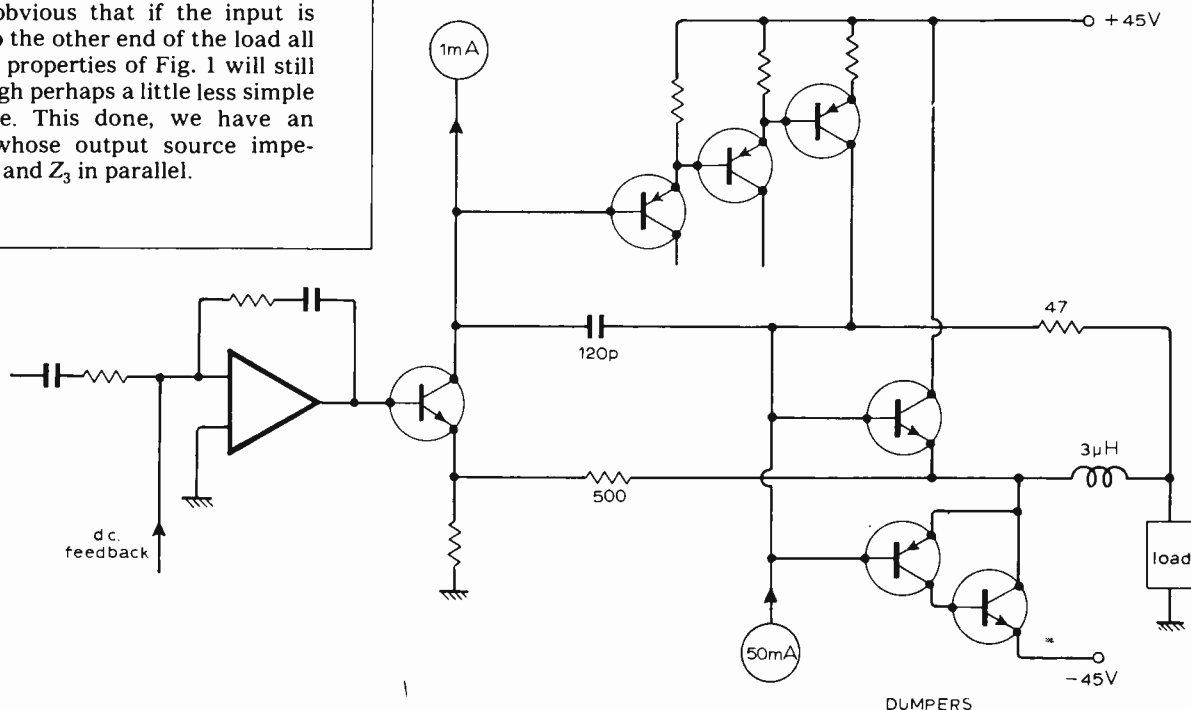 obvious that if the input is
o the other end of the load all
properties of Fig. 1 will still
gh perhaps a little less simple
e. This done, we have an
whose output source impe-
and Z₃ in parallel.
+45V
1mA
47
120p
500
3µH
d.c.
feedback
load
50mA
-45V
DUMPERS